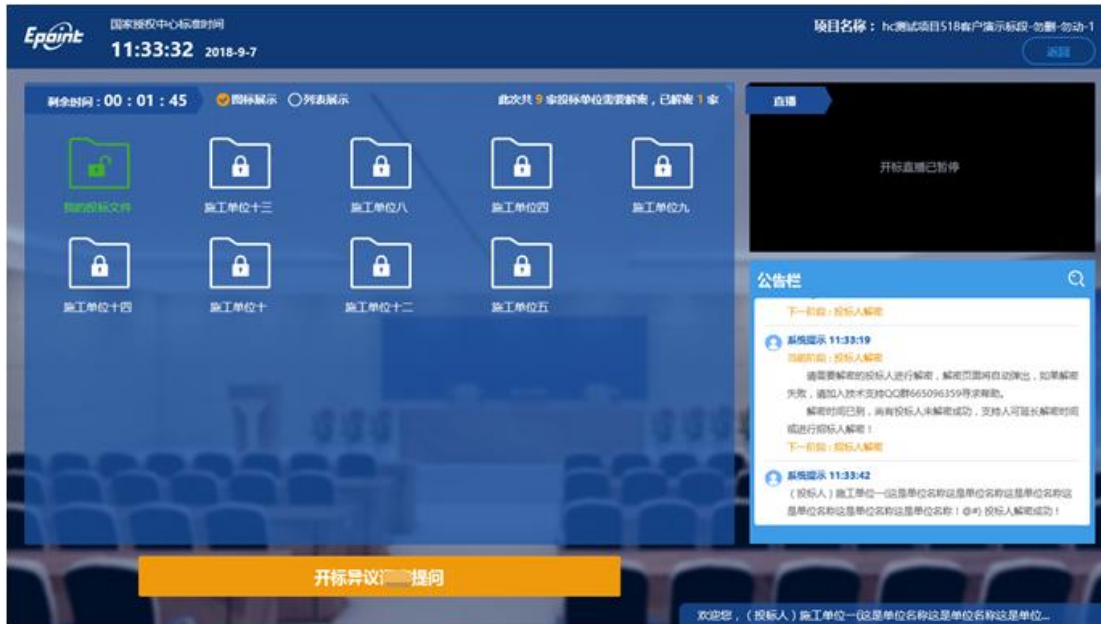 Epoint
国家授权中心标准时间
11:33:32 2018-9-7
项目名称：hc测试项目518客户演示标段-勿删-勿动-1
返回
剩余时间：00：01：45
图标展示 列表展示
此次共 9 家投标单位需要解密，已解密 1 家
直播
开标直播已暂停
我的投标文件 施工单位十三 施工单位八 施工单位四 施工单位九
施工单位十四 施工单位十 施工单位十二 施工单位五
公告栏
下一阶段：投标人解密
系统提示 11:33:19
当前阶段：投标人解密
请需要解密的投标人进行解密，解密页面将自动弹出，如果解密
失败，请加入技术支持QQ群665096359寻求帮助。
解密时间已到，尚有投标人未解密成功，支持人可延长解密时间
或进行招标人解密！
下一阶段：招标人解密
系统提示 11:33:42
（投标人）施工单位一(这是单位名称这是单位名称这是单位名称这
是单位名称这是单位名称这是单位名称！@#) 投标人解密成功！
开标异议 提问
欢迎您，（投标人）施工单位一(这是单位名称这是单位名称这是单位...